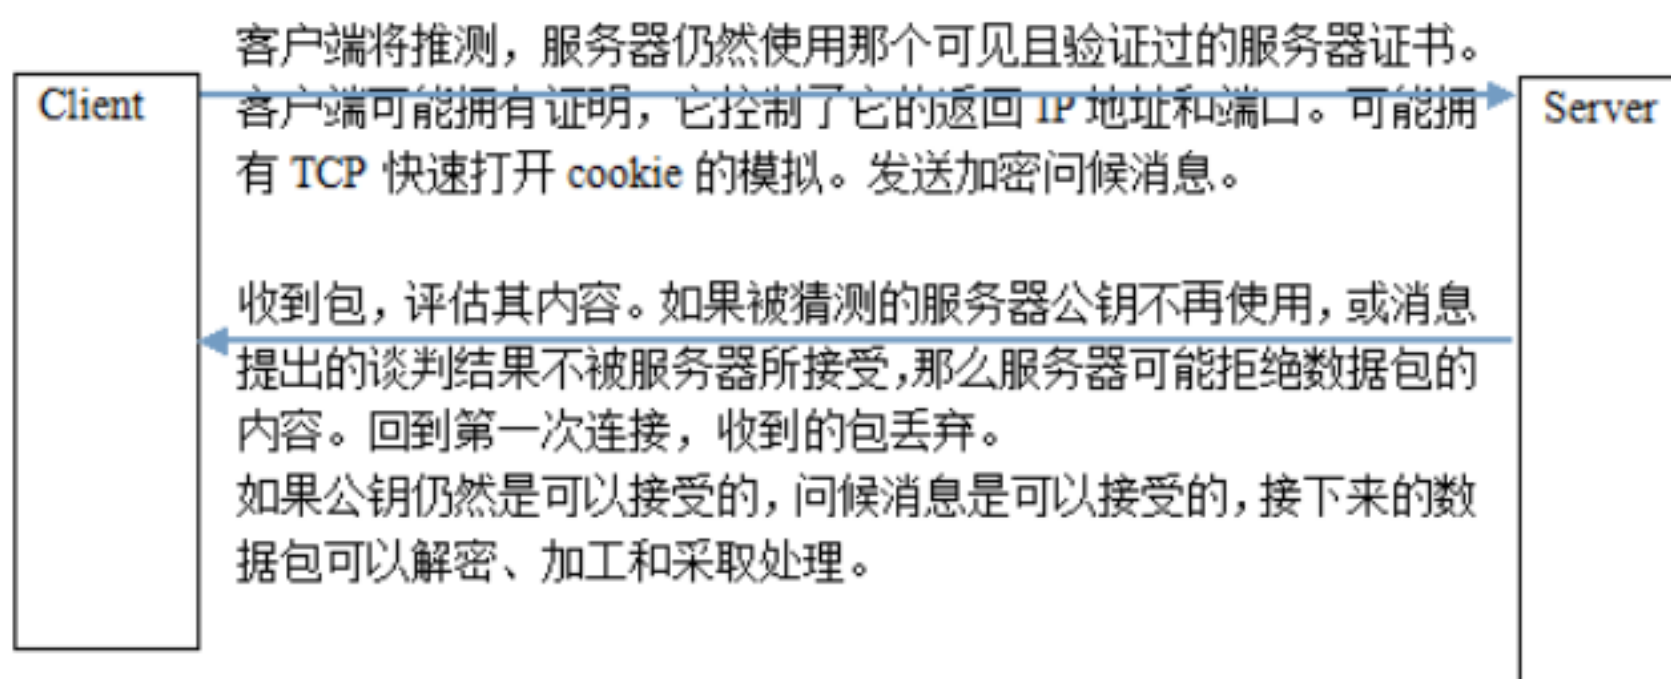 客户端将推测，服务器仍然使用那个可见且验证过的服务器证书。
Client
客户端可能拥有证明，它控制了它的返回 IP 地址和端口。可能拥
Server
有 TCP 快速打开 cookie 的模拟。发送加密问候消息。
收到包，评估其内容。如果被猜测的服务器公钥不再使用，或消息
提出的谈判结果不被服务器所接受，那么服务器可能拒绝数据包的
内容。回到第一次连接，收到的包丢弃。
如果公钥仍然是可以接受的，问候消息是可以接受的，接下来的数
据包可以解密、加工和采取处理。